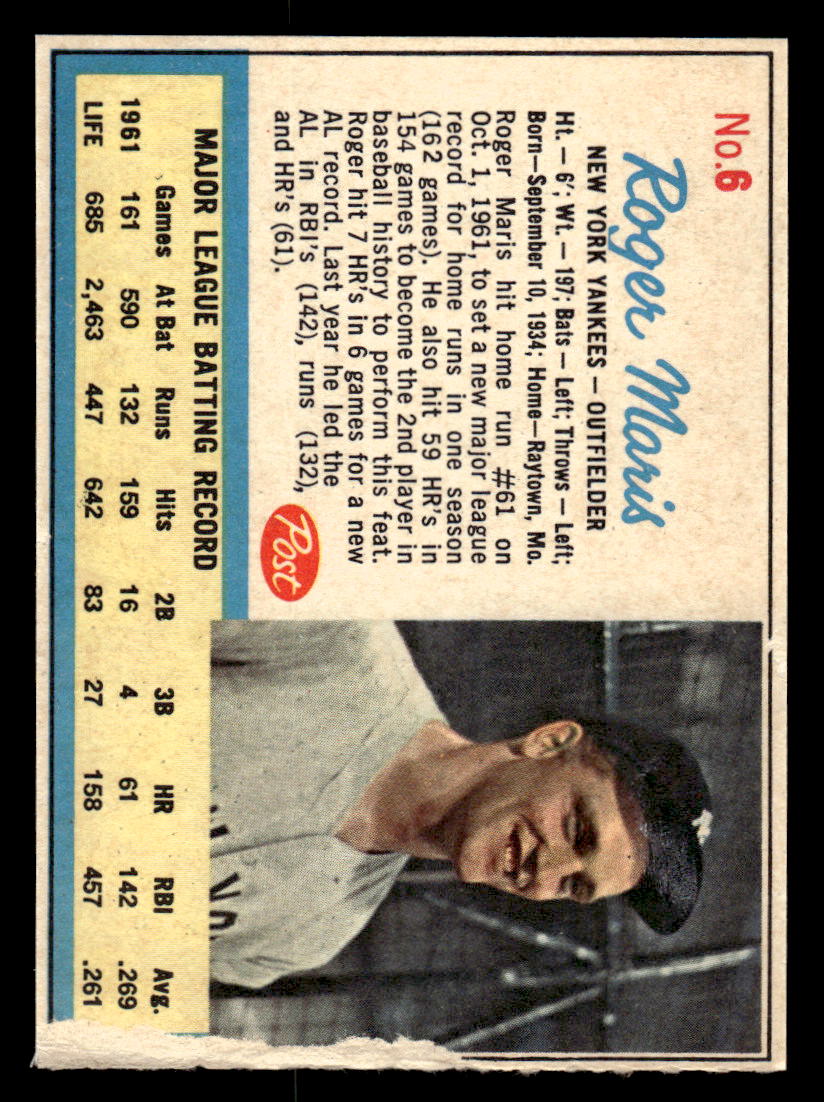 No.6
Roger Maris
NEW YORK YANKEES — OUTFIELDER
Ht. — 6'; Wt. — 197; Bats — Left; Throws — Left;
Born—September 10, 1934; Home—Raytown, Mo.
Roger Maris hit home run #61 on
Oct. 1, 1961, to set a new major league
record for home runs in one season
(162 games). He also hit 59 HR's in
154 games to become the 2nd player in
baseball history to perform this feat.
Roger hit 7 HR's in 6 games for a new
AL record. Last year he led the
AL in RBI's (142), runs (132),
and HR's (61).
Post
MAJOR LEAGUE BATTING RECORD
Games At Bat Runs Hits 2B 3B HR RBI Avg.
1961 161 590 132 159 16 4 61 142 .269
LIFE 685 2,463 447 642 83 27 158 457 .261